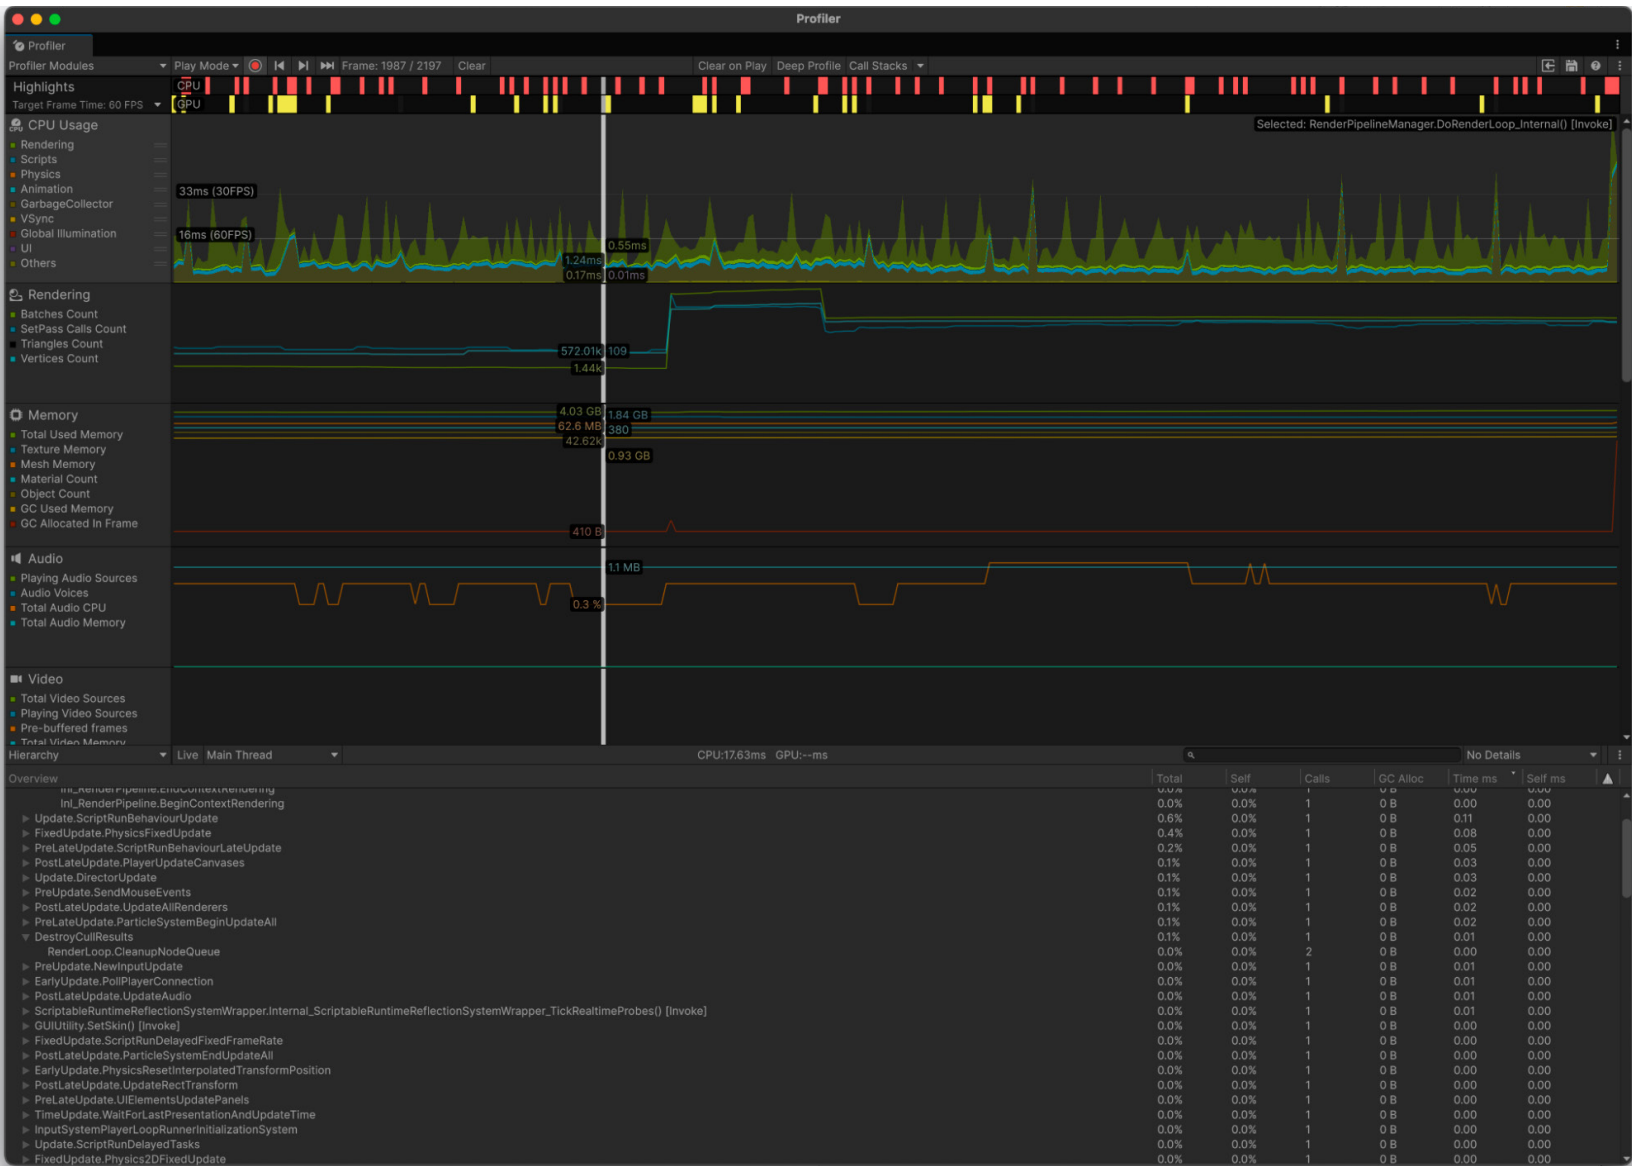 Profiler
Profiler
Profiler Modules Play Mode Frame: 1987 / 2197 Clear Clear on Play Deep Profile Call Stacks
Highlights CPU
Target Frame Time: 60 FPS GPU
CPU Usage Selected: RenderPipelineManager.DoRenderLoop_Internal() [Invoke]
Rendering
Scripts
Physics
Animation 33ms (30FPS)
GarbageCollector
VSync
Global Illumination 16ms (60FPS)
UI 0.55ms
Others 1.24ms
0.17ms 0.01ms
Rendering
Batches Count
SetPass Calls Count
Triangles Count 572.01k 109
Vertices Count 1.44k
Memory 4.03 GB 1.84 GB
Total Used Memory 62.6 MB 380
Texture Memory 42.62k
Mesh Memory 0.93 GB
Material Count
Object Count
GC Used Memory
GC Allocated In Frame 410 B
Audio 1.1 MB
Playing Audio Sources
Audio Voices
Total Audio CPU 0.3 %
Total Audio Memory
Video
Total Video Sources
Playing Video Sources
Pre-buffered frames
Total Video Memory
Hierarchy Live Main Thread CPU:17.63ms GPU:--ms No Details
Overview Total Self Calls GC Alloc Time ms Self ms
Inl_RenderPipeline.EndContextRendering 0.0% 0.0% 1 0 B 0.00 0.00
Inl_RenderPipeline.BeginContextRendering 0.0% 0.0% 1 0 B 0.00 0.00
Update.ScriptRunBehaviourUpdate 0.6% 0.0% 1 0 B 0.11 0.00
FixedUpdate.PhysicsFixedUpdate 0.4% 0.0% 1 0 B 0.08 0.00
PreLateUpdate.ScriptRunBehaviourLateUpdate 0.2% 0.0% 1 0 B 0.05 0.00
PostLateUpdate.PlayerUpdateCanvases 0.1% 0.0% 1 0 B 0.03 0.00
Update.DirectorUpdate 0.1% 0.0% 1 0 B 0.03 0.00
PreUpdate.SendMouseEvents 0.1% 0.0% 1 0 B 0.02 0.00
PostLateUpdate.UpdateAllRenderers 0.1% 0.0% 1 0 B 0.02 0.00
PreLateUpdate.ParticleSystemBeginUpdateAll 0.1% 0.0% 1 0 B 0.02 0.00
DestroyCullResults 0.1% 0.0% 1 0 B 0.01 0.00
RenderLoop.CleanupNodeQueue 0.0% 0.0% 2 0 B 0.00 0.00
PreUpdate.NewInputUpdate 0.0% 0.0% 1 0 B 0.01 0.00
EarlyUpdate.PollPlayerConnection 0.0% 0.0% 1 0 B 0.01 0.00
PostLateUpdate.UpdateAudio 0.0% 0.0% 1 0 B 0.01 0.00
ScriptableRuntimeReflectionSystemWrapper.Internal_ScriptableRuntimeReflectionSystemWrapper_TickRealtimeProbes() [Invoke] 0.0% 0.0% 1 0 B 0.01 0.00
GUIUtility.SetSkin() [Invoke] 0.0% 0.0% 1 0 B 0.00 0.00
FixedUpdate.ScriptRunDelayedFixedFrameRate 0.0% 0.0% 1 0 B 0.00 0.00
PostLateUpdate.ParticleSystemEndUpdateAll 0.0% 0.0% 1 0 B 0.00 0.00
EarlyUpdate.PhysicsResetInterpolatedTransformPosition 0.0% 0.0% 1 0 B 0.00 0.00
PostLateUpdate.UpdateRectTransform 0.0% 0.0% 1 0 B 0.00 0.00
PreLateUpdate.UIElementsUpdatePanels 0.0% 0.0% 1 0 B 0.00 0.00
TimeUpdate.WaitForLastPresentationAndUpdateTime 0.0% 0.0% 1 0 B 0.00 0.00
InputSystemPlayerLoopRunnerInitializationSystem 0.0% 0.0% 1 0 B 0.00 0.00
Update.ScriptRunDelayedTasks 0.0% 0.0% 1 0 B 0.00 0.00
FixedUpdate.Physics2DFixedUpdate 0.0% 0.0% 1 0 B 0.00 0.00